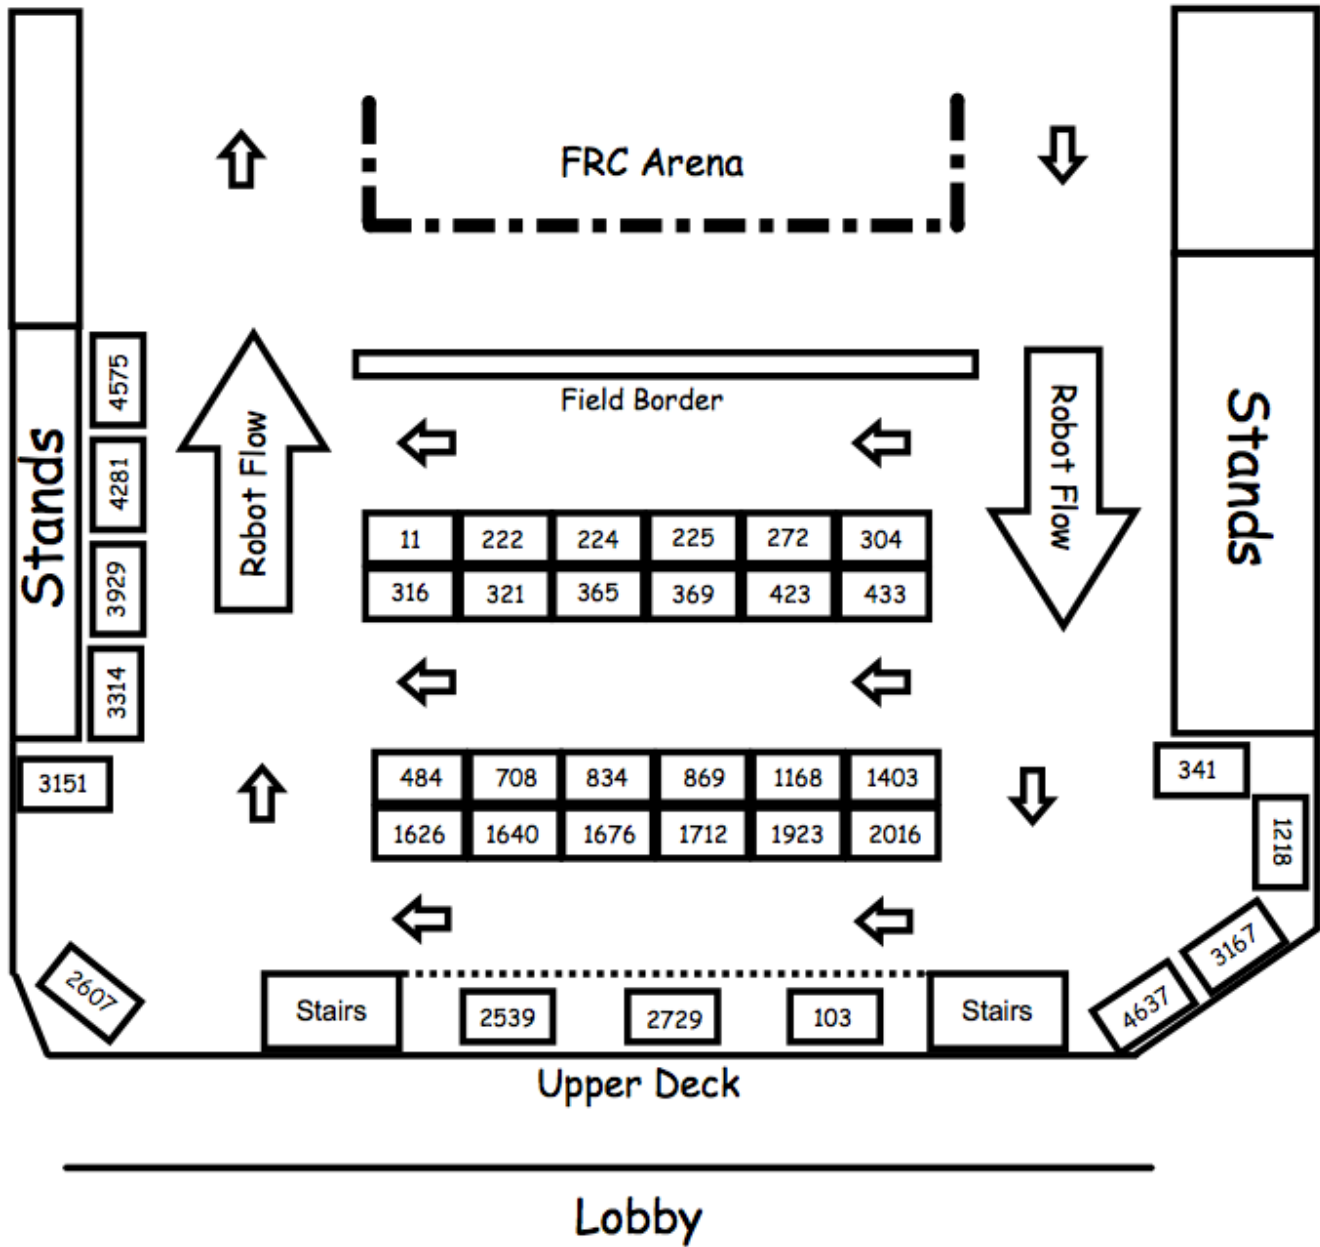 FRC Arena
Field Border
Stands
4575
4281
3929
3314
3151
2607
Robot Flow
11 222 224 225 272 304
316 321 365 369 423 433
484 708 834 869 1168 1403
1626 1640 1676 1712 1923 2016
Robot Flow
Stands
341
1218
3167
4637
Stairs 2539 2729 103 Stairs
Upper Deck
Lobby